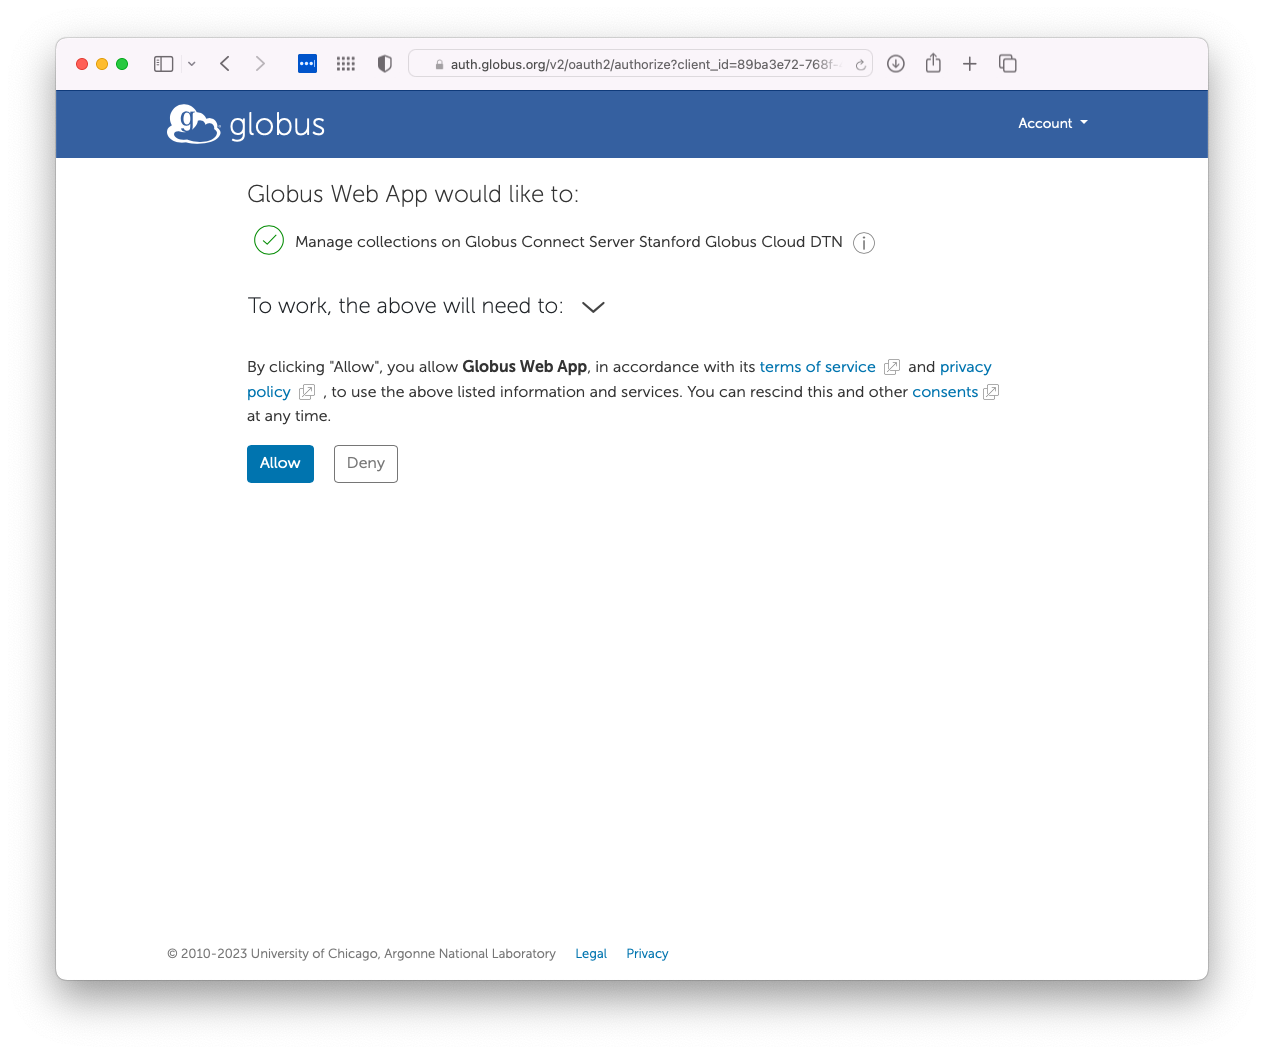 auth.globus.org/v2/oauth2/authorize?client_id=89ba3e72-768f-
globus
Account
Globus Web App would like to:
Manage collections on Globus Connect Server Stanford Globus Cloud DTN
To work, the above will need to:
By clicking "Allow", you allow Globus Web App, in accordance with its terms of service and privacy
policy , to use the above listed information and services. You can rescind this and other consents
at any time.
Allow Deny
© 2010-2023 University of Chicago, Argonne National Laboratory Legal Privacy